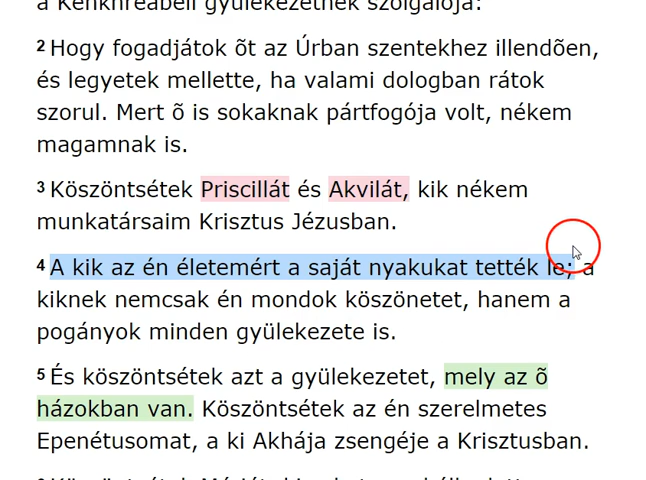 a Kenkhreabeli gyülekezetnek szolgálója:
2 Hogy fogadjátok õt az Úrban szentekhez illendõen,
és legyetek mellette, ha valami dologban rátok
szorul. Mert õ is sokaknak pártfogója volt, nékem
magamnak is.
3 Köszöntsétek Priscillát és Akvilát, kik nékem
munkatársaim Krisztus Jézusban.
4 A kik az én életemért a saját nyakukat tették le; a
kiknek nemcsak én mondok köszönetet, hanem a
pogányok minden gyülekezete is.
5 És köszöntsétek azt a gyülekezetet, mely az õ
házokban van. Köszöntsétek az én szerelmetes
Epenétusomat, a ki Akhája zsengéje a Krisztusban.